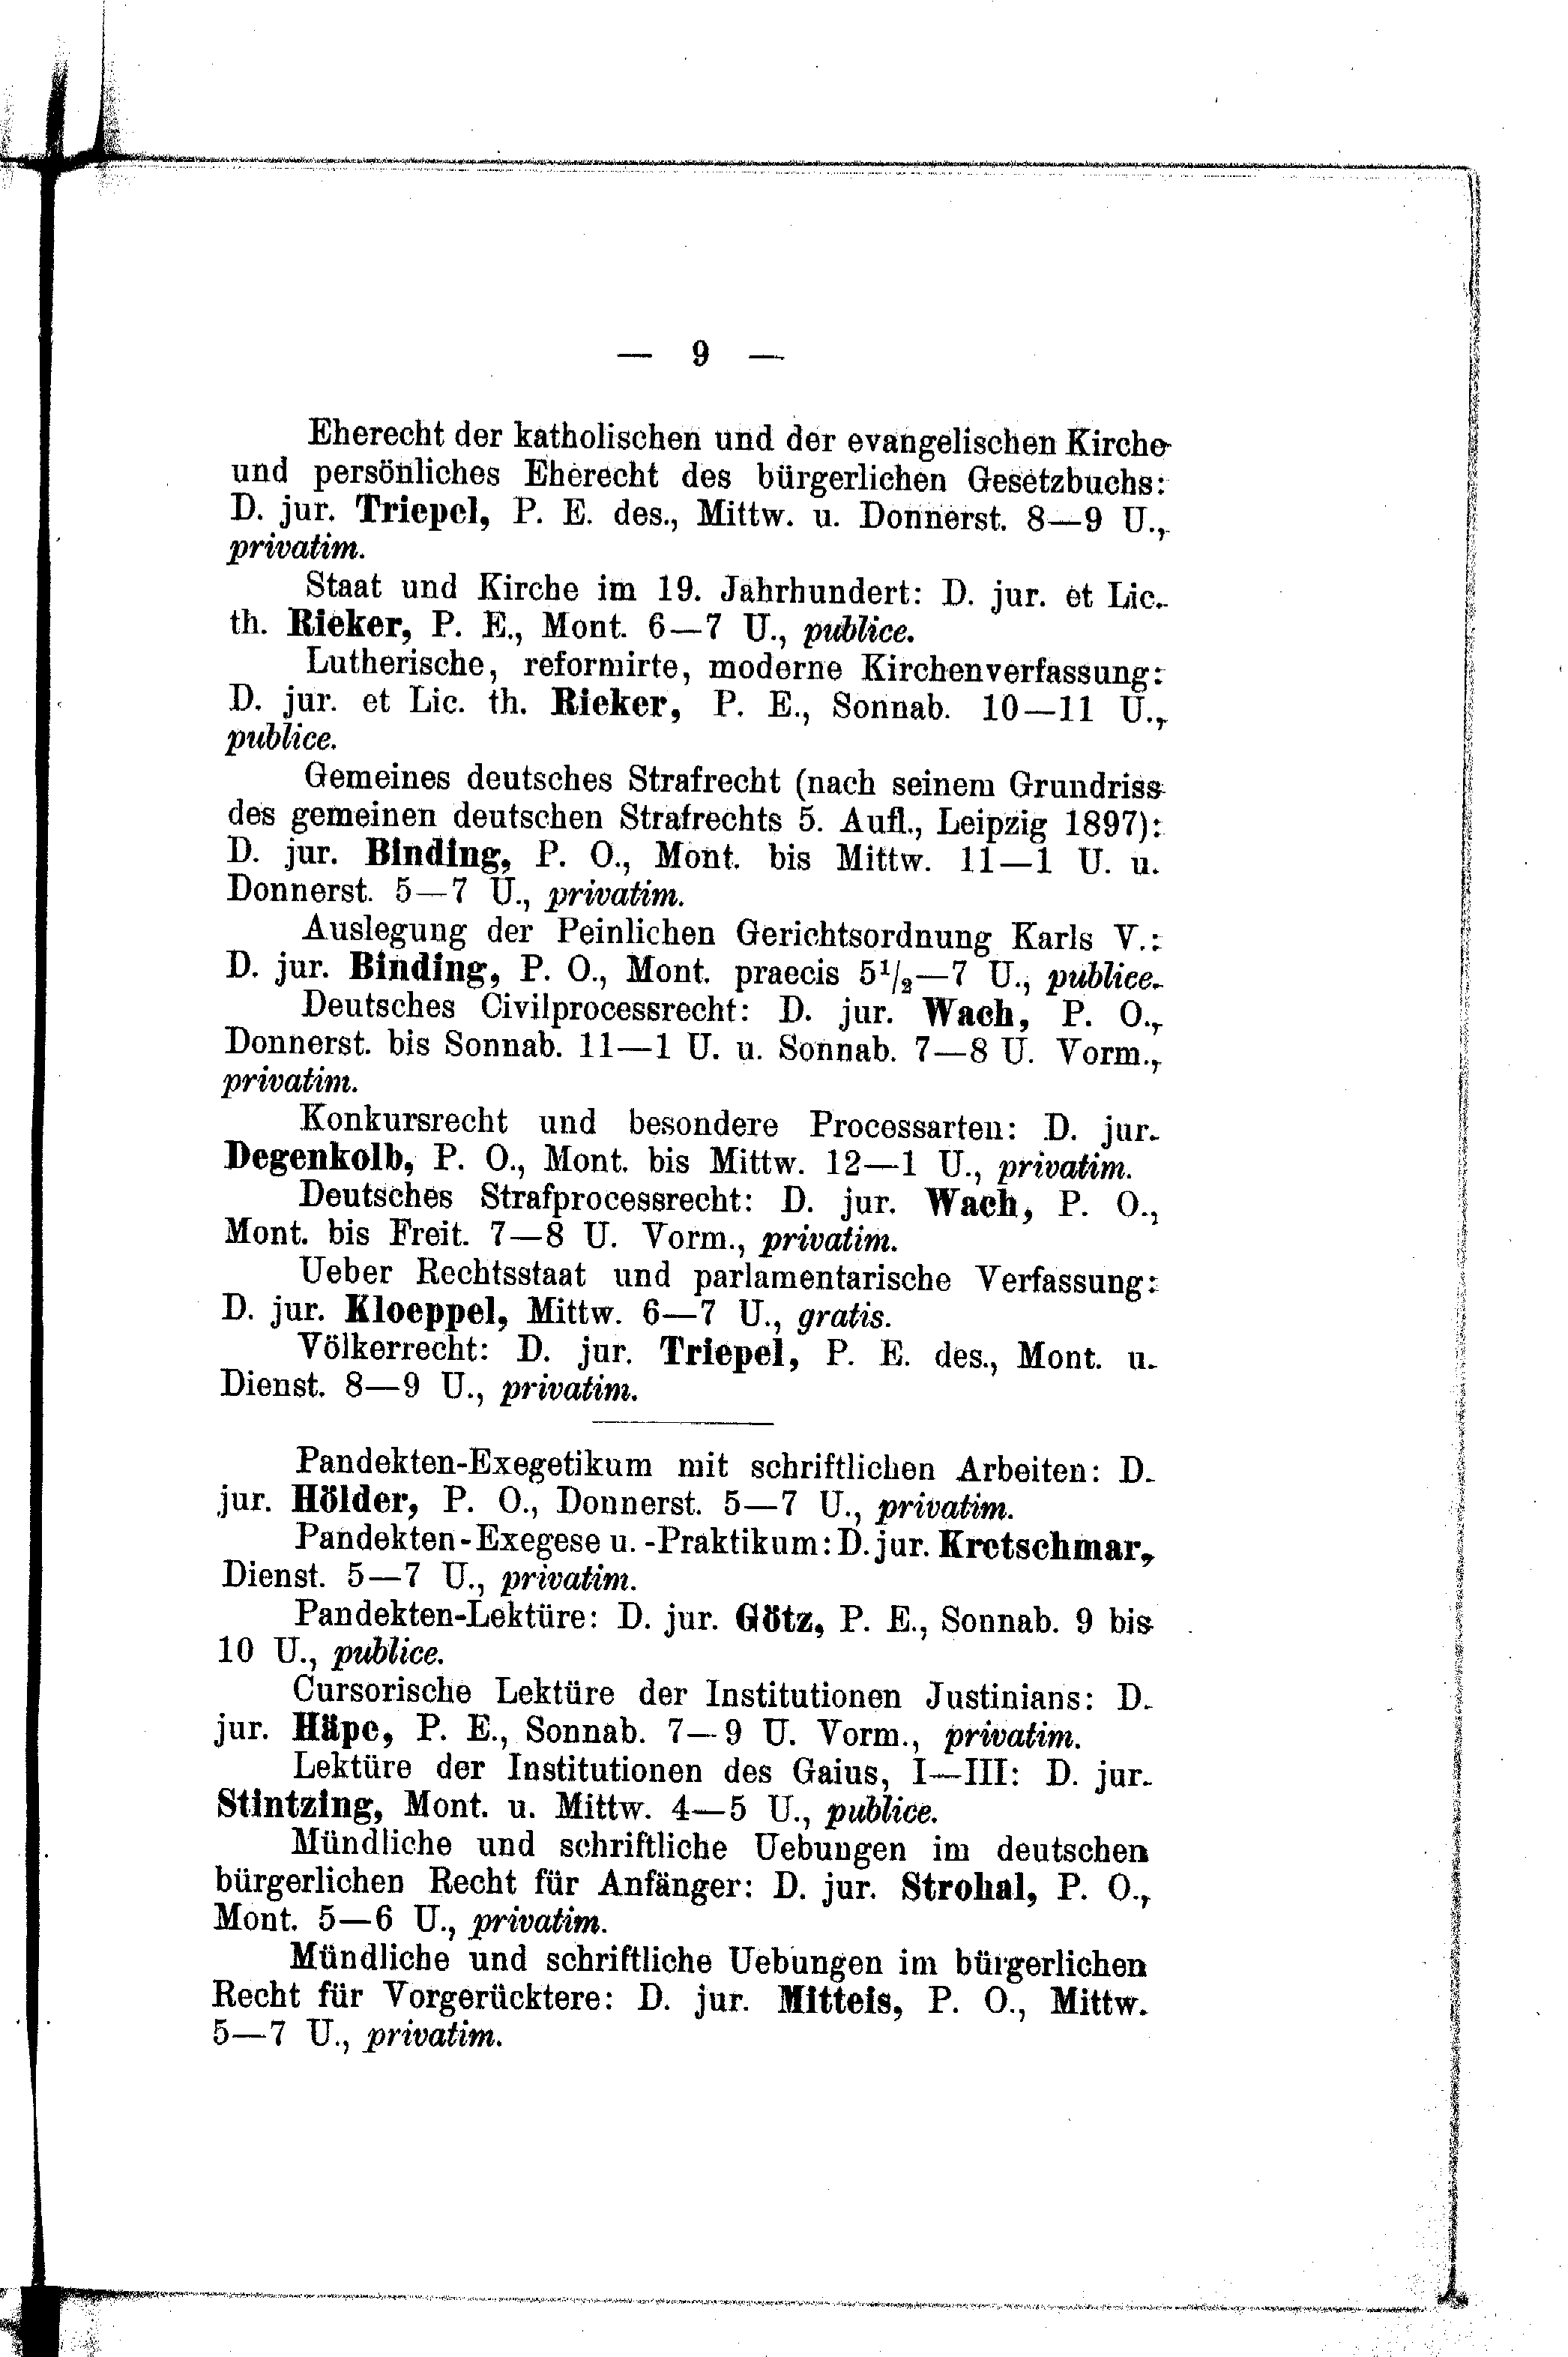 — 9 —
Eherecht der katholischen und der evangelischen Kirche
und persönliches Eherecht des bürgerlichen Gesetzbuchs:
D. jur. Triepel, P. E. des., Mittw. u. Donnerst. 8—9 U.,
privatim.
Staat und Kirche im 19. Jahrhundert: D. jur. et Lic.
th. Rieker, P. E., Mont. 6—7 U., publice.
Lutherische, reformirte, moderne Kirchenverfassung:
D. jur. et Lic. th. Rieker, P. E., Sonnab. 10—11 U.,
publice.
Gemeines deutsches Strafrecht (nach seinem Grundriss
des gemeinen deutschen Strafrechts 5. Aufl., Leipzig 1897):
D. jur. Binding, P. O., Mont. bis Mittw. 11—1 U. u.
Donnerst. 5—7 U., privatim.
Auslegung der Peinlichen Gerichtsordnung Karls V.:
D. jur. Binding, P. O., Mont. praecis 5¹/₂—7 U., publice.
Deutsches Civilprocessrecht: D. jur. Wach, P. O.,
Donnerst. bis Sonnab. 11—1 U. u. Sonnab. 7—8 U. Vorm.,
privatim.
Konkursrecht und besondere Processarten: D. jur.
Degenkolb, P. O., Mont. bis Mittw. 12—1 U., privatim.
Deutsches Strafprocessrecht: D. jur. Wach, P. O.,
Mont. bis Freit. 7—8 U. Vorm., privatim.
Ueber Rechtsstaat und parlamentarische Verfassung:
D. jur. Kloeppel, Mittw. 6—7 U., gratis.
Völkerrecht: D. jur. Triepel, P. E. des., Mont. u.
Dienst. 8—9 U., privatim.
Pandekten-Exegetikum mit schriftlichen Arbeiten: D.
jur. Hölder, P. O., Donnerst. 5—7 U., privatim.
Pandekten-Exegese u. -Praktikum: D. jur. Kretschmar,
Dienst. 5—7 U., privatim.
Pandekten-Lektüre: D. jur. Götz, P. E., Sonnab. 9 bis
10 U., publice.
Cursorische Lektüre der Institutionen Justinians: D.
jur. Häpe, P. E., Sonnab. 7—9 U. Vorm., privatim.
Lektüre der Institutionen des Gaius, I—III: D. jur.
Stintzing, Mont. u. Mittw. 4—5 U., publice.
Mündliche und schriftliche Uebungen im deutschen
bürgerlichen Recht für Anfänger: D. jur. Strohal, P. O.,
Mont. 5—6 U., privatim.
Mündliche und schriftliche Uebungen im bürgerlichen
Recht für Vorgerücktere: D. jur. Mitteis, P. O., Mittw.
5—7 U., privatim.